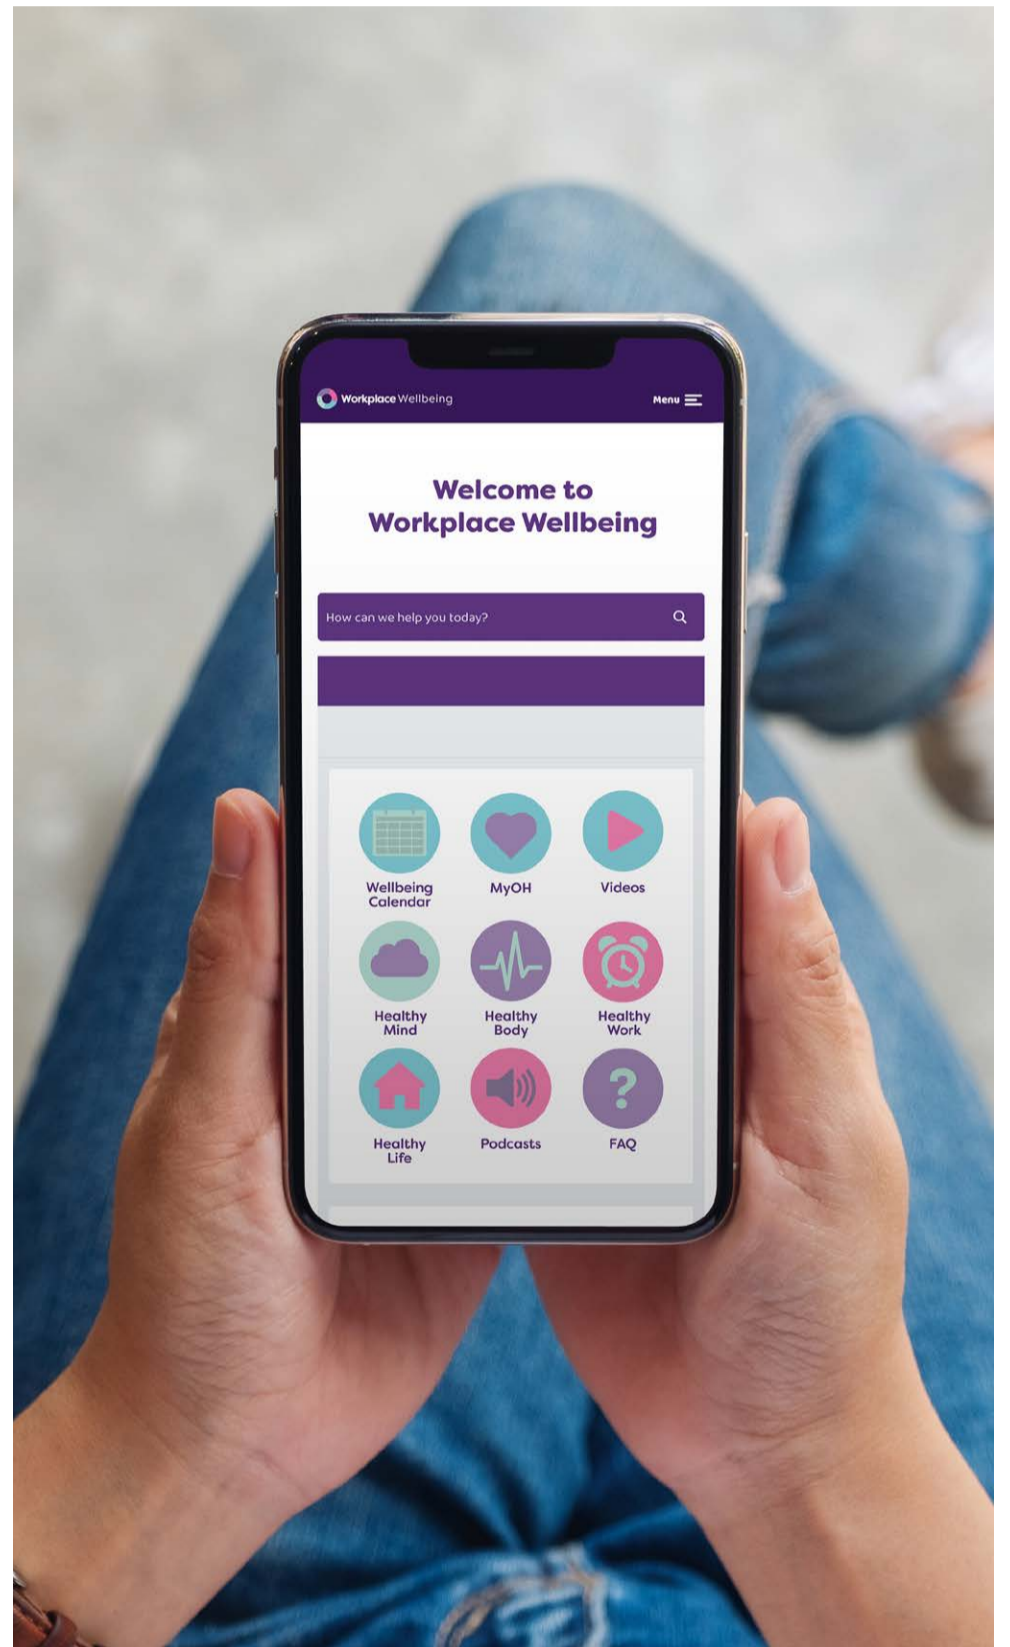 Workplace Wellbeing
Menu
Welcome to
Workplace Wellbeing
How can we help you today?
Wellbeing
Calendar
MyOH
Videos
Healthy
Mind
Healthy
Body
Healthy
Work
Healthy
Life
Podcasts
?
FAQ